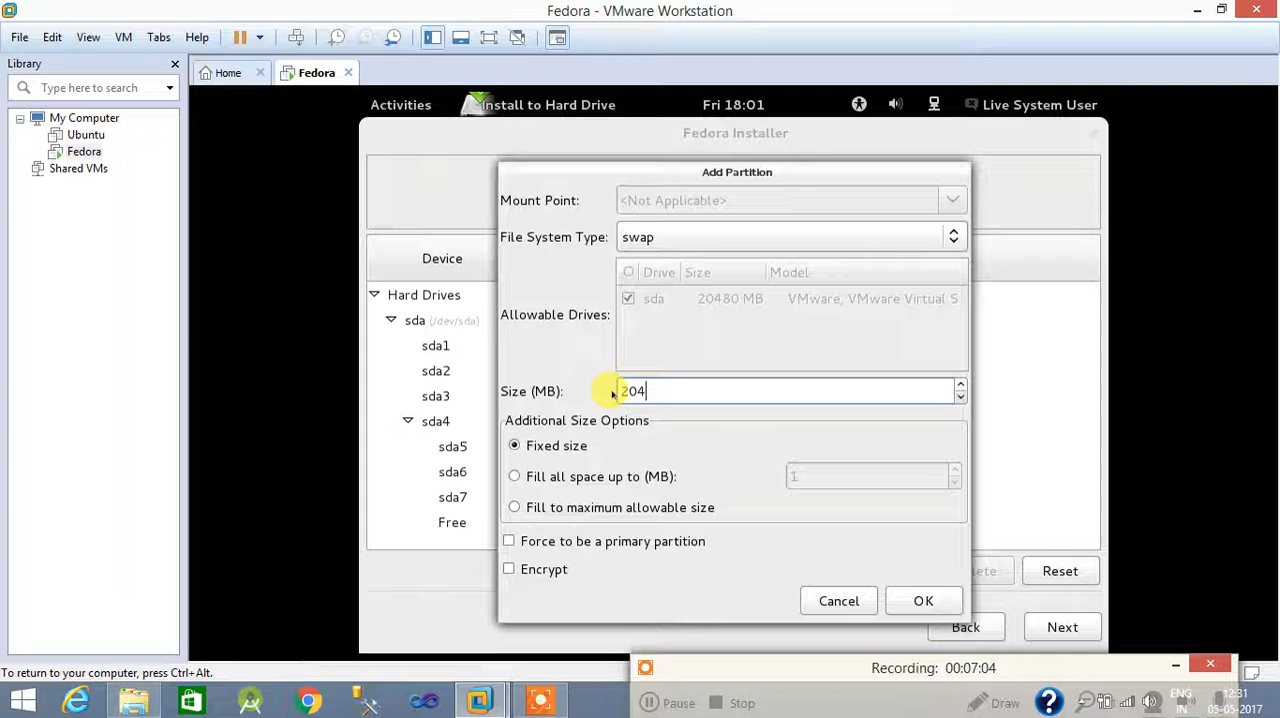 Fedora - VMware Workstation
File Edit View VM Tabs Help
Library
Type here to search
My Computer
Ubuntu
Fedora
Shared VMs
Home
Fedora
Activities
Install to Hard Drive
Fri 18:01
Live System User
Fedora Installer
Device
Hard Drives
sda (/dev/sda)
sda1
sda2
sda3
sda4
sda5
sda6
sda7
Free
Add Partition
Mount Point: <Not Applicable>
File System Type: swap
Drive Size Model
Allowable Drives:
sda 20480 MB VMware, VMware Virtual S
Size (MB): 204
Additional Size Options
Fixed size
Fill all space up to (MB): 1
Fill to maximum allowable size
Force to be a primary partition
Encrypt
Cancel OK
Reset
Back Next
To return to your computer, press Ctrl+Alt.
Recording: 00:07:04
Pause Stop Draw
ENG
IN
12:31
05-05-2017